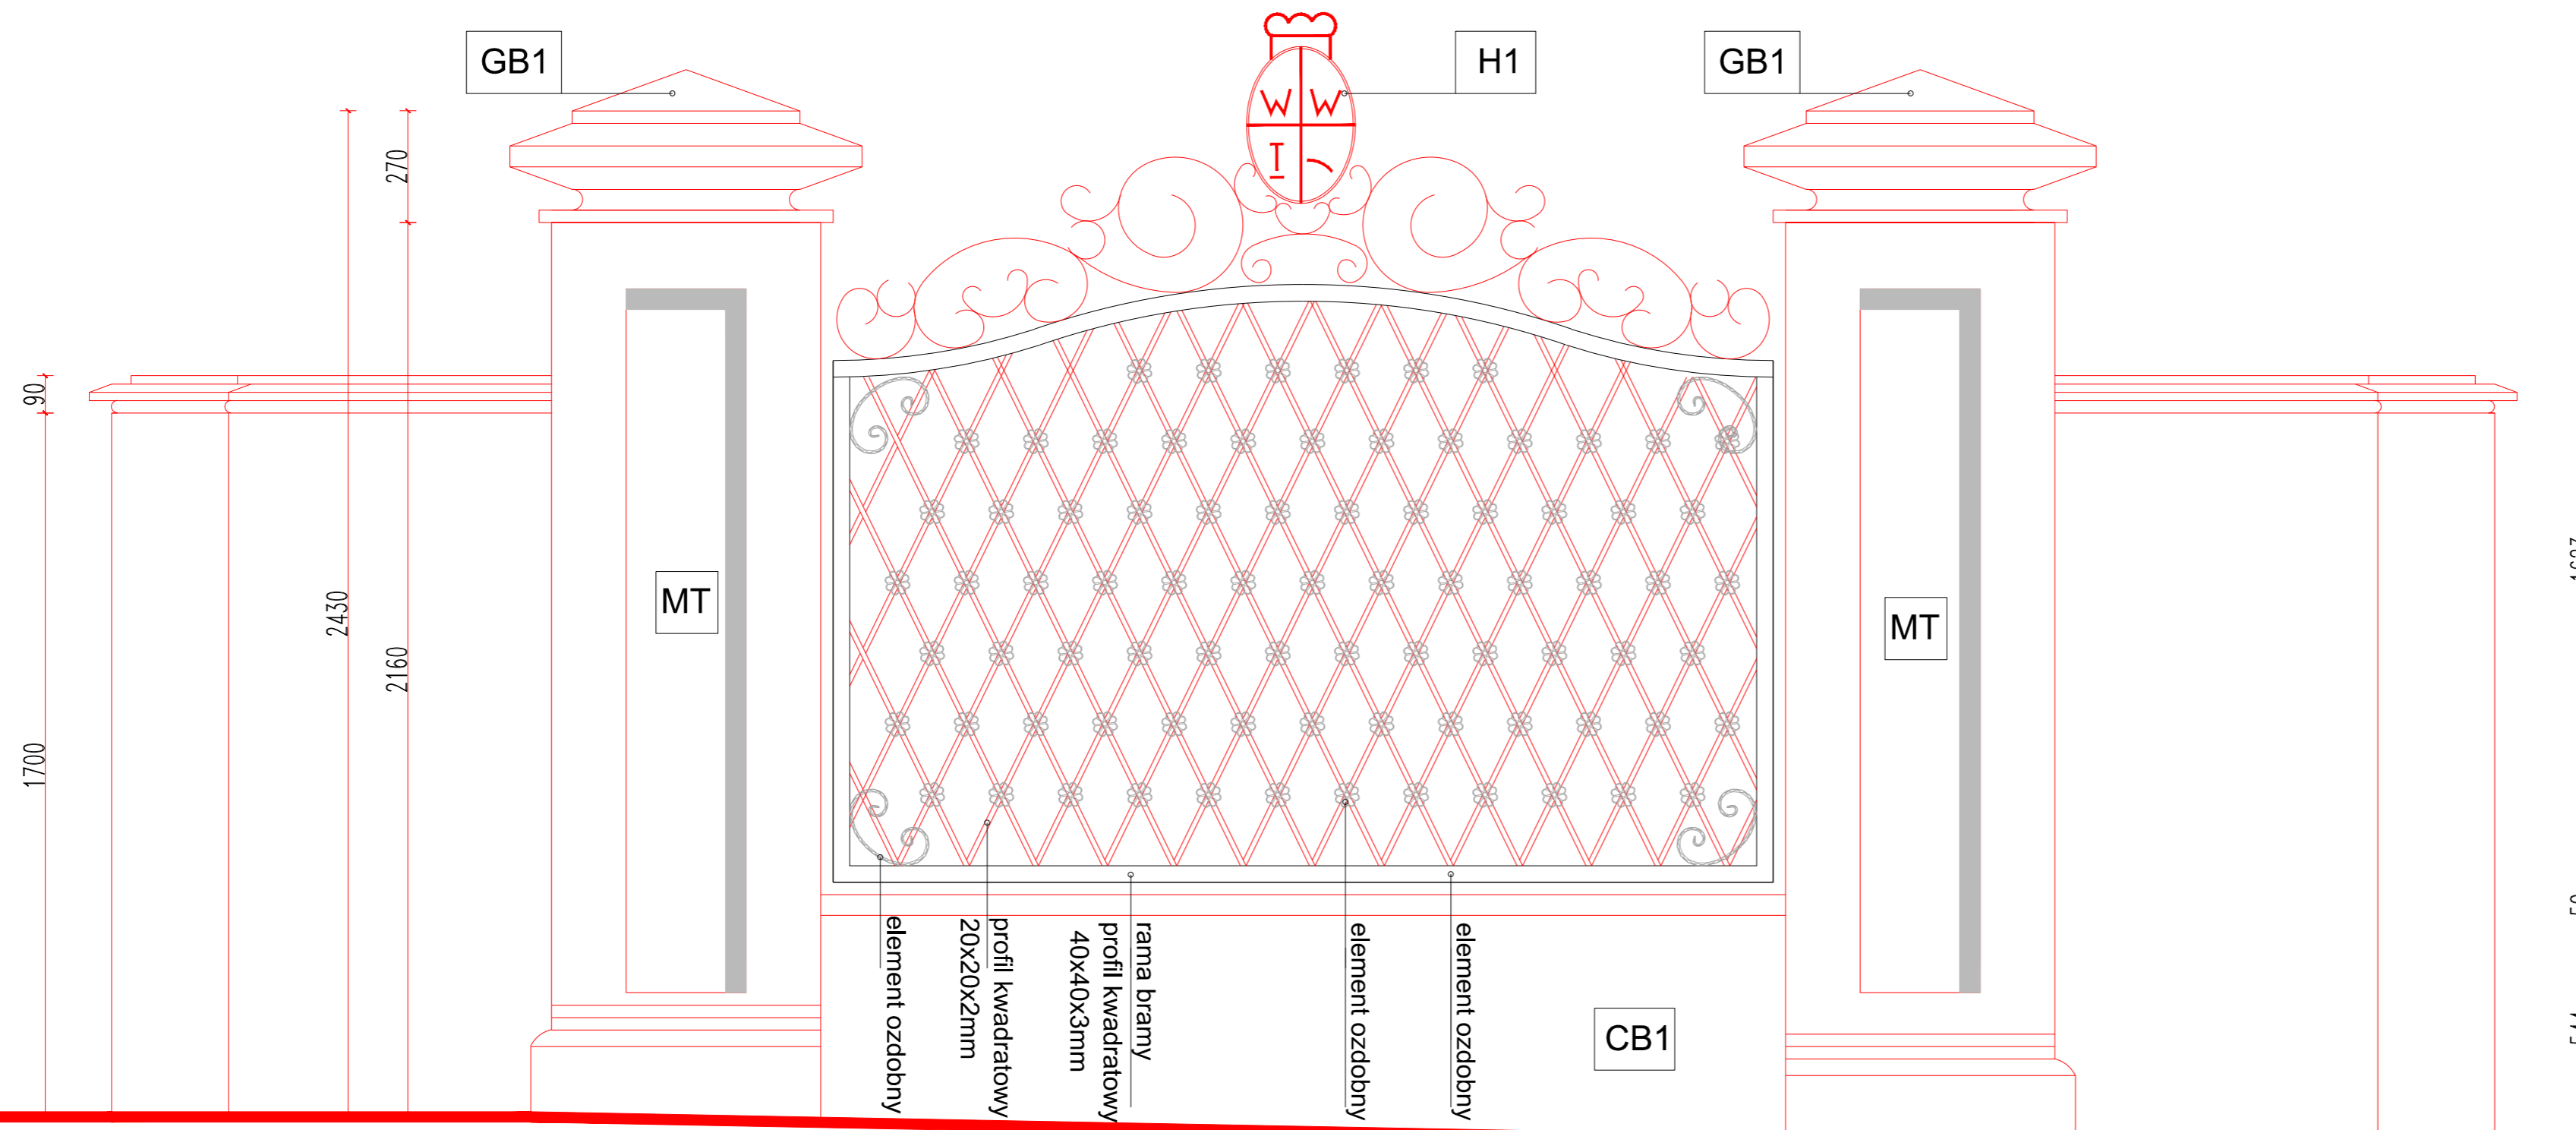 GB1
H1
GB1
W W
I
270
90
2430
2160
1700
MT
MT
element ozdobny
profil kwadratowy
20x20x2mm
rama bramy
profil kwadratowy
40x40x3mm
element ozdobny
element ozdobny
CB1